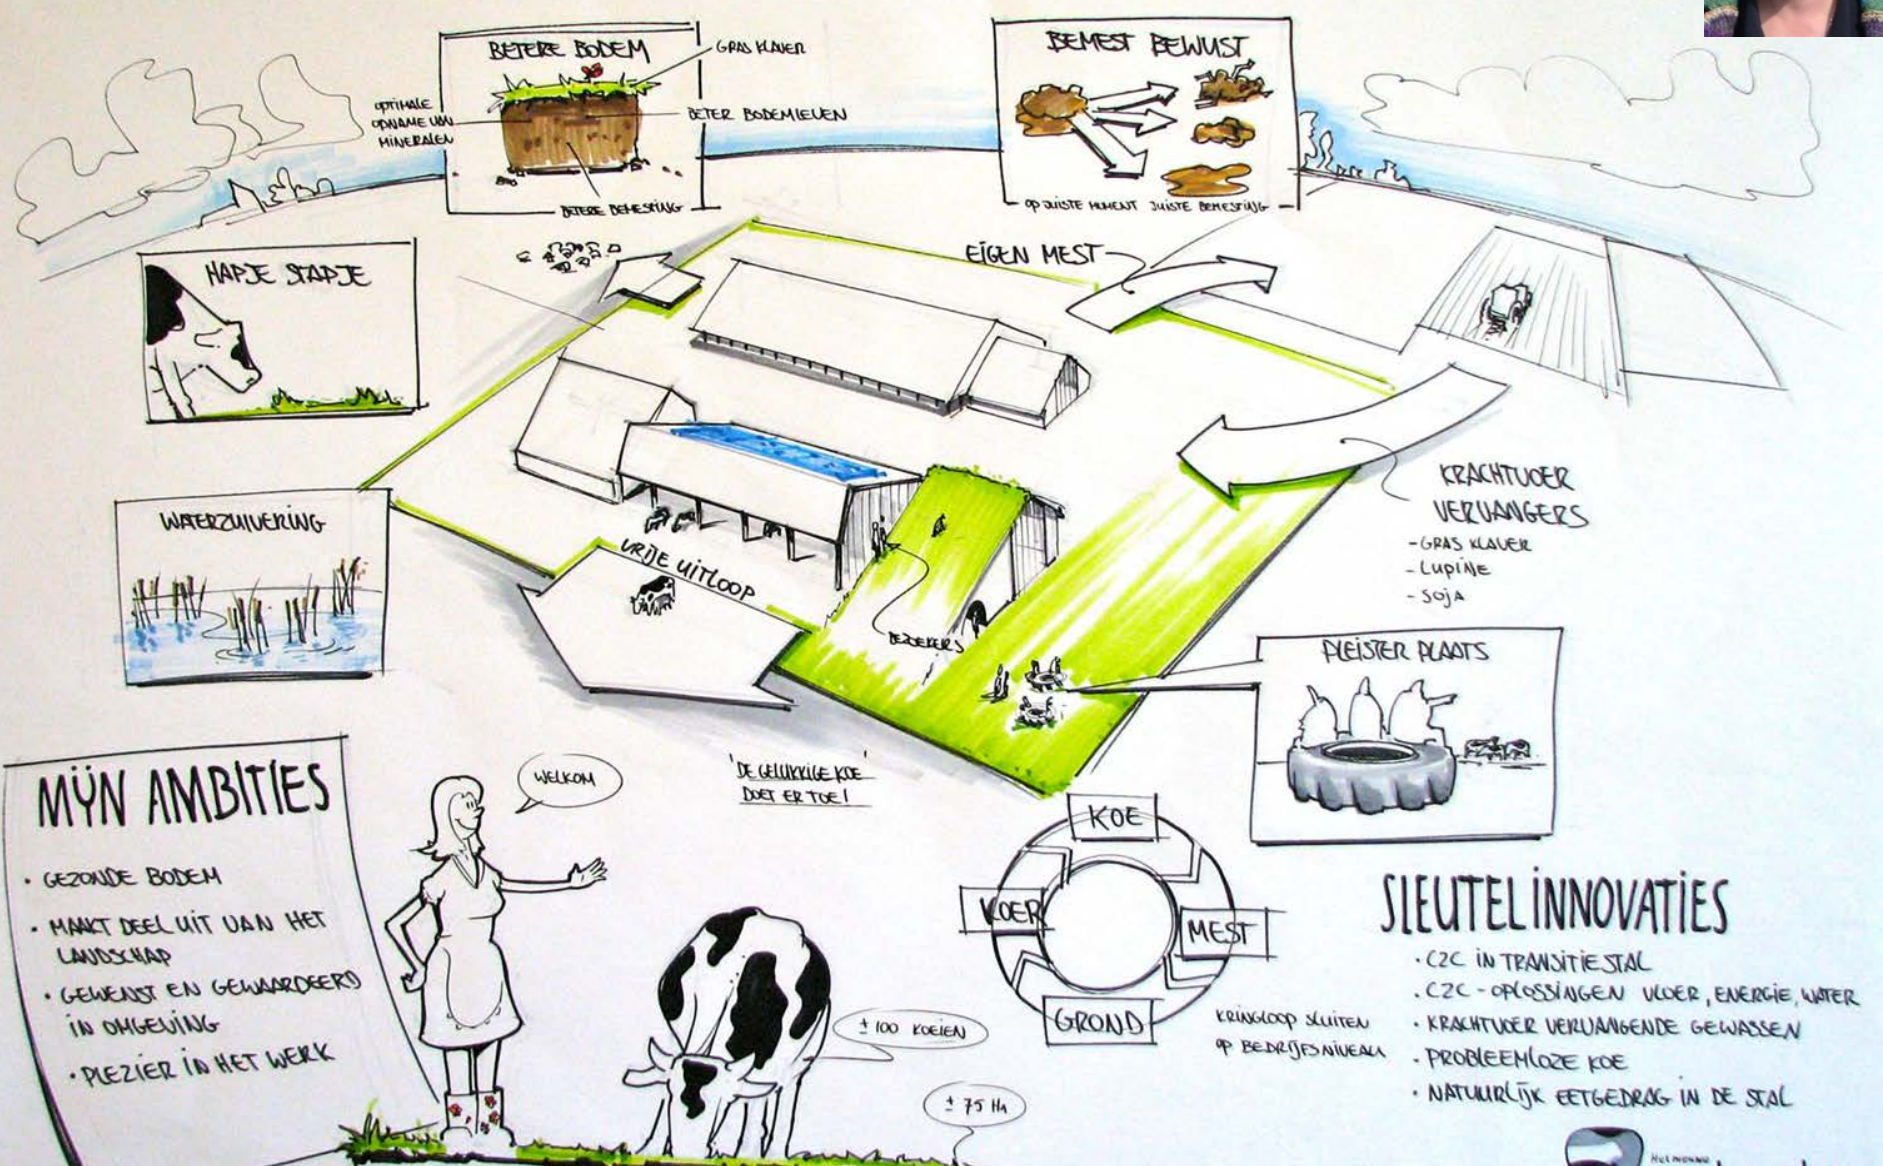 BETERE BODEM
GRAS KLAVER
OPTIMALE
OPNAME VAN
MINERALEN
BETER BODEMLEVEN
BETERE BEMESTING
BEMEST BEWUST
OP JUISTE MOMENT JUISTE BEMESTING
HAPJE STAPJE
EIGEN MEST
KRACHTVOER
VERVANGERS
- GRAS KLAVER
- LUPINE
- SOJA
WATERZUIVERING
VRIJE UITLOOP
BEZOEKERS
PLEISTER PLAATS
MIJN AMBITIES
• GEZONDE BODEM
• MAAKT DEEL UIT VAN HET
LANDSCHAP
• GEWENST EN GEWAARDEERD
IN OMGEVING
• PLEZIER IN HET WERK
WELKOM
'DE GELUKKIGE KOE'
DOET ER TOE!
± 100 KOEIEN
± 75 Ha
KOE
VOER
MEST
GROND
KRINGLOOP SLUITEN
OP BEDRIJFSNIVEAU
SLEUTELINNOVATIES
• C2C IN TRANSITIESTAL
• C2C - OPLOSSINGEN VLOER, ENERGIE, WATER
• KRACHTVOER VERVANGENDE GEWASSEN
• PROBLEEMLOZE KOE
• NATUURLIJK EETGEDRAG IN DE STAL